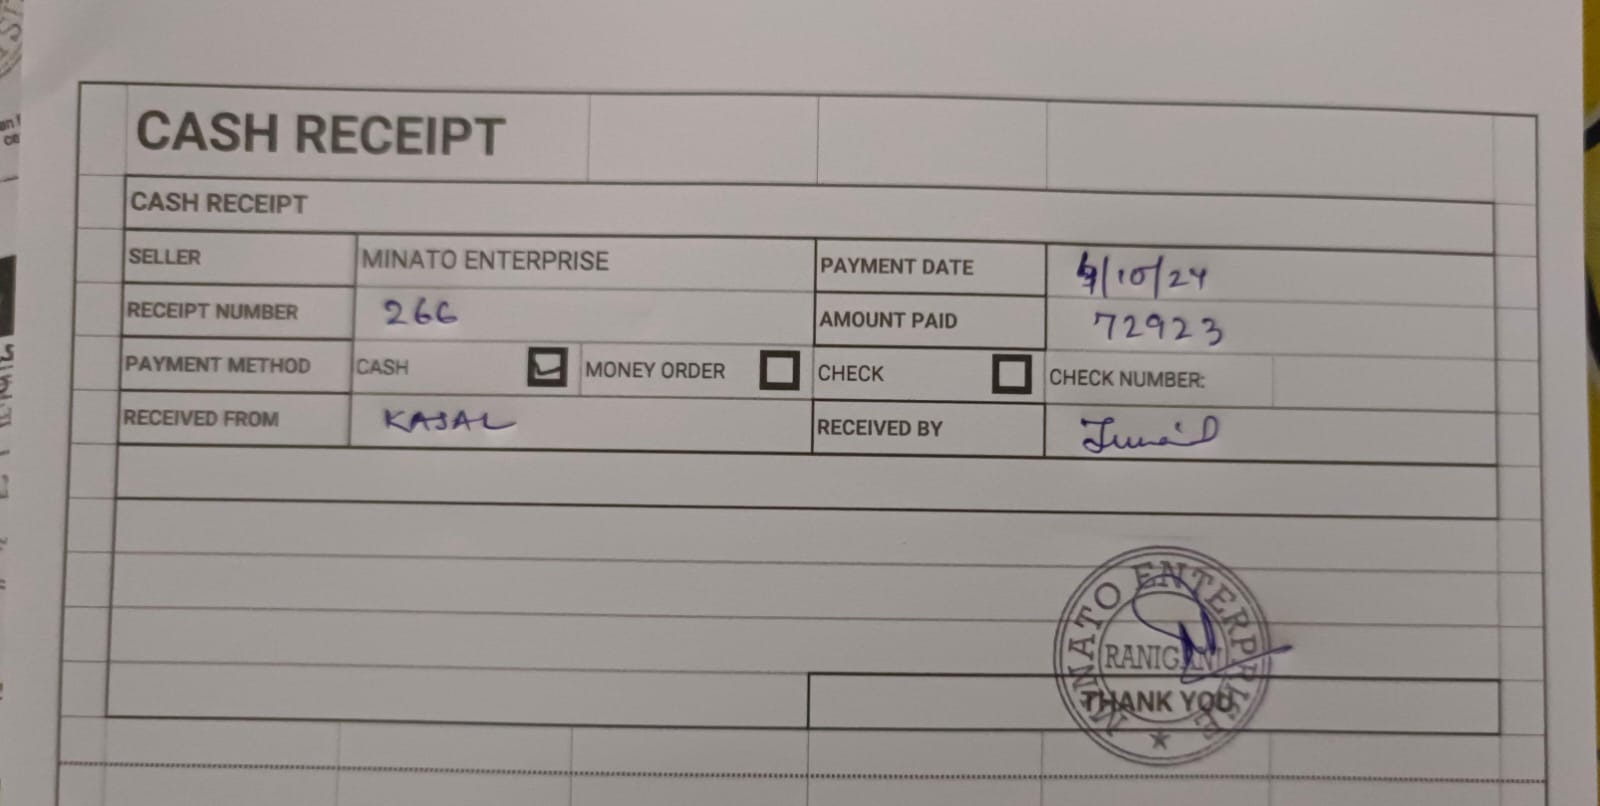 CASH RECEIPT
CASH RECEIPT
SELLER MINATO ENTERPRISE PAYMENT DATE /10/24
RECEIPT NUMBER 266 AMOUNT PAID 72923
PAYMENT METHOD CASH MONEY ORDER CHECK CHECK NUMBER:
RECEIVED FROM KAJAL RECEIVED BY Junaid
MINATO ENTERPRISE
RANIGANJ
THANK YOU